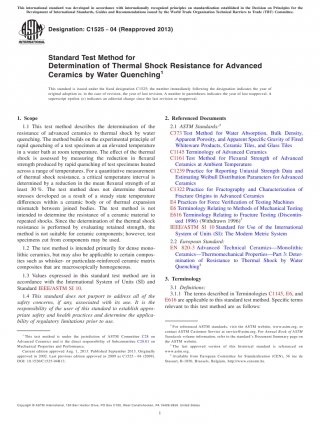 This international standard was developed in accordance with internationally recognized principles on standardization established in the Decision on Principles for the
Development of International Standards, Guides and Recommendations issued by the World Trade Organization Technical Barriers to Trade (TBT) Committee.
Designation: C1525 − 04 (Reapproved 2013)
Standard Test Method for
Determination of Thermal Shock Resistance for Advanced
Ceramics by Water Quenching1
This standard is issued under the fixed designation C1525; the number immediately following the designation indicates the year of
original adoption or, in the case of revision, the year of last revision. A number in parentheses indicates the year of last reapproval. A
superscript epsilon (ε) indicates an editorial change since the last revision or reapproval.
1. Scope
1.1 This test method describes the determination of the
resistance of advanced ceramics to thermal shock by water
quenching. The method builds on the experimental principle of
rapid quenching of a test specimen at an elevated temperature
in a water bath at room temperature. The effect of the thermal
shock is assessed by measuring the reduction in flexural
strength produced by rapid quenching of test specimens heated
across a range of temperatures. For a quantitative measurement
of thermal shock resistance, a critical temperature interval is
determined by a reduction in the mean flexural strength of at
least 30 %. The test method does not determine thermal
stresses developed as a result of a steady state temperature
differences within a ceramic body or of thermal expansion
mismatch between joined bodies. The test method is not
intended to determine the resistance of a ceramic material to
repeated shocks. Since the determination of the thermal shock
resistance is performed by evaluating retained strength, the
method is not suitable for ceramic components; however, test
specimens cut from components may be used.
1.2 The test method is intended primarily for dense mono-
lithic ceramics, but may also be applicable to certain compos-
ites such as whisker- or particulate-reinforced ceramic matrix
composites that are macroscopically homogeneous.
1.3 Values expressed in this standard test method are in
accordance with the International System of Units (SI) and
Standard IEEE/ASTM SI 10.
1.4 This standard does not purport to address all of the
safety concerns, if any, associated with its use. It is the
responsibility of the user of this standard to establish appro-
priate safety and health practices and determine the applica-
bility of regulatory limitations prior to use.
1 This test method is under the jurisdiction of ASTM Committee C28 on
Advanced Ceramics and is the direct responsibility of Subcommittee C28.01 on
Mechanical Properties and Performance.
Current edition approved Aug. 1, 2013. Published September 2013. Originally
approved in 2002. Last previous edition approved in 2009 as C1525 – 04 (2009).
DOI: 10.1520/C1525-04R13.
2. Referenced Documents
2.1 ASTM Standards:2
C373 Test Method for Water Absorption, Bulk Density,
Apparent Porosity, and Apparent Specific Gravity of Fired
Whiteware Products, Ceramic Tiles, and Glass Tiles
C1145 Terminology of Advanced Ceramics
C1161 Test Method for Flexural Strength of Advanced
Ceramics at Ambient Temperature
C1239 Practice for Reporting Uniaxial Strength Data and
Estimating Weibull Distribution Parameters for Advanced
Ceramics
C1322 Practice for Fractography and Characterization of
Fracture Origins in Advanced Ceramics
E4 Practices for Force Verification of Testing Machines
E6 Terminology Relating to Methods of Mechanical Testing
E616 Terminology Relating to Fracture Testing (Discontin-
ued 1996) (Withdrawn 1996)3
IEEE/ASTM SI 10 Standard for Use of the International
System of Units (SI): The Modern Metric System
2.2 European Standard:
EN 820-3 Advanced Technical Ceramics—Monolithic
Ceramics—Thermomechanical Properties—Part 3: Deter-
mination of Resistance to Thermal Shock by Water
Quenching4
3. Terminology
3.1 Definitions:
3.1.1 The terms described in Terminologies C1145, E6, and
E616 are applicable to this standard test method. Specific terms
relevant to this test method are as follows:
2 For referenced ASTM standards, visit the ASTM website, www.astm.org, or
contact ASTM Customer Service at service@astm.org. For Annual Book of ASTM
Standards volume information, refer to the standard's Document Summary page on
the ASTM website.
3 The last approved version of this historical standard is referenced on
www.astm.org.
4 Available from European Committee for Standardization (CEN), 36 rue de
Stassart, B-1050, Brussels, Belgium, http://www.cenorm.be.
Copyright © ASTM International, 100 Barr Harbor Drive, PO Box C700, West Conshohocken, PA 19428-2959. United States
1